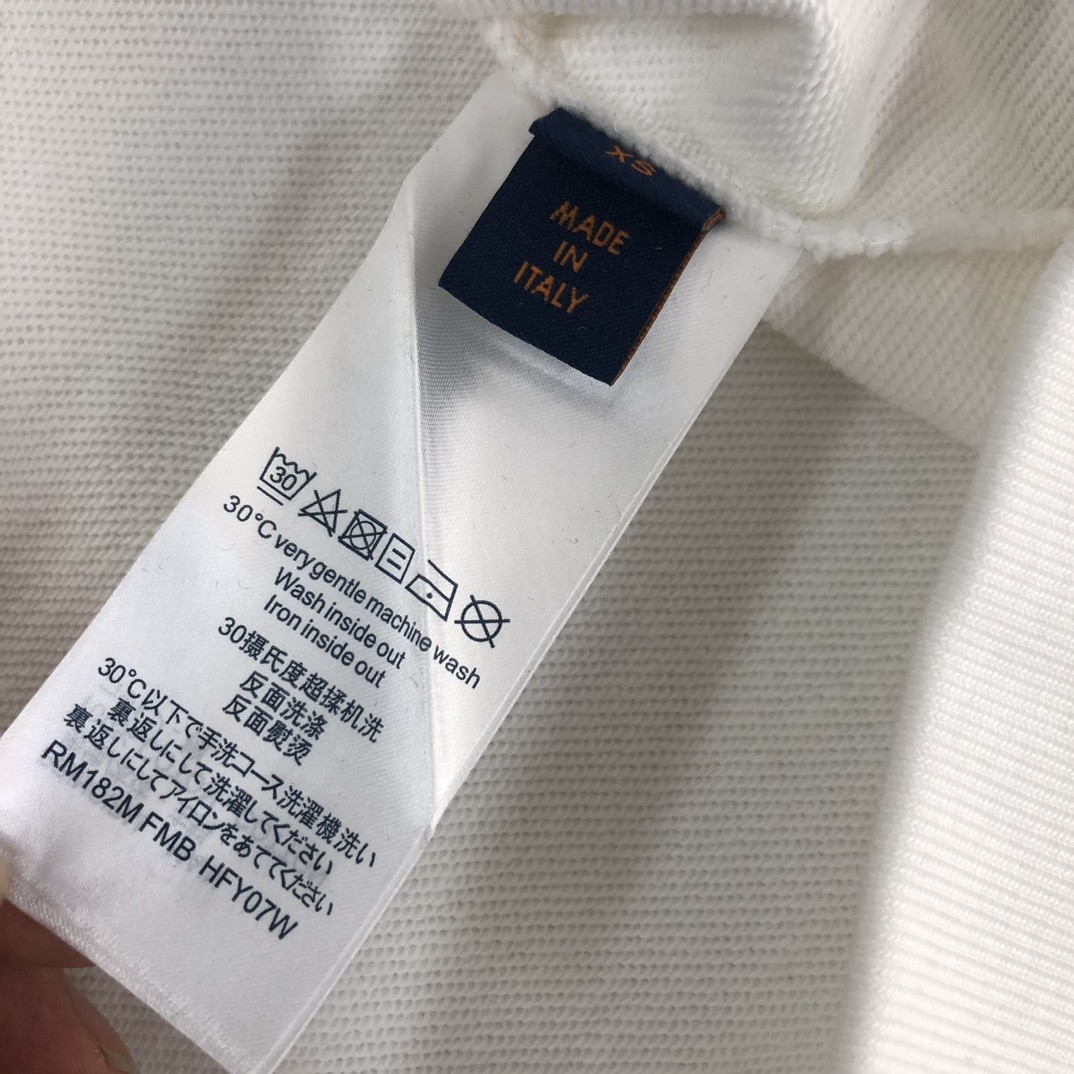 XS
MADE
IN
ITALY
30
30°C very gentle machine wash
Wash inside out
Iron inside out
30摄氏度超揉机洗
反面洗涤
反面熨烫
30℃以下で手洗コース洗濯機洗い
裏返しにして洗濯してください
裏返しにしてアイロンをあててください
RM182M FMB HFY07W